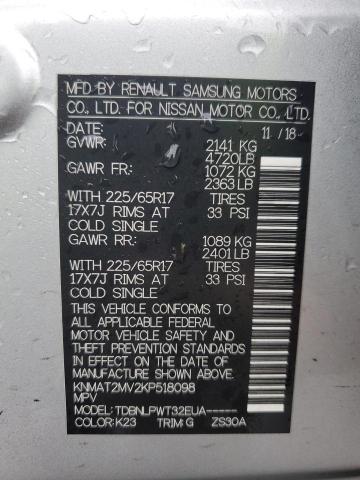 MFD BY RENAULT SAMSUNG MOTORS
CO., LTD. FOR NISSAN MOTOR CO., LTD.
DATE: 11 / 18
GVWR: 2141 KG
4720LB
GAWR FR: 1072 KG
2363 LB
WITH 225/65R17 TIRES
17X7J RIMS AT 33 PSI
COLD SINGLE
GAWR RR: 1089 KG
2401 LB
WITH 225/65R17 TIRES
17X7J RIMS AT 33 PSI
COLD SINGLE
THIS VEHICLE CONFORMS TO
ALL APPLICABLE FEDERAL
MOTOR VEHICLE SAFETY AND
THEFT PREVENTION STANDARDS
IN EFFECT ON THE DATE OF
MANUFACTURE SHOWN ABOVE.
KNMAT2MV2KP518098
MPV
MODEL: TDBNLPWT32EUA-----
COLOR: K23 TRIM: G ZS30A